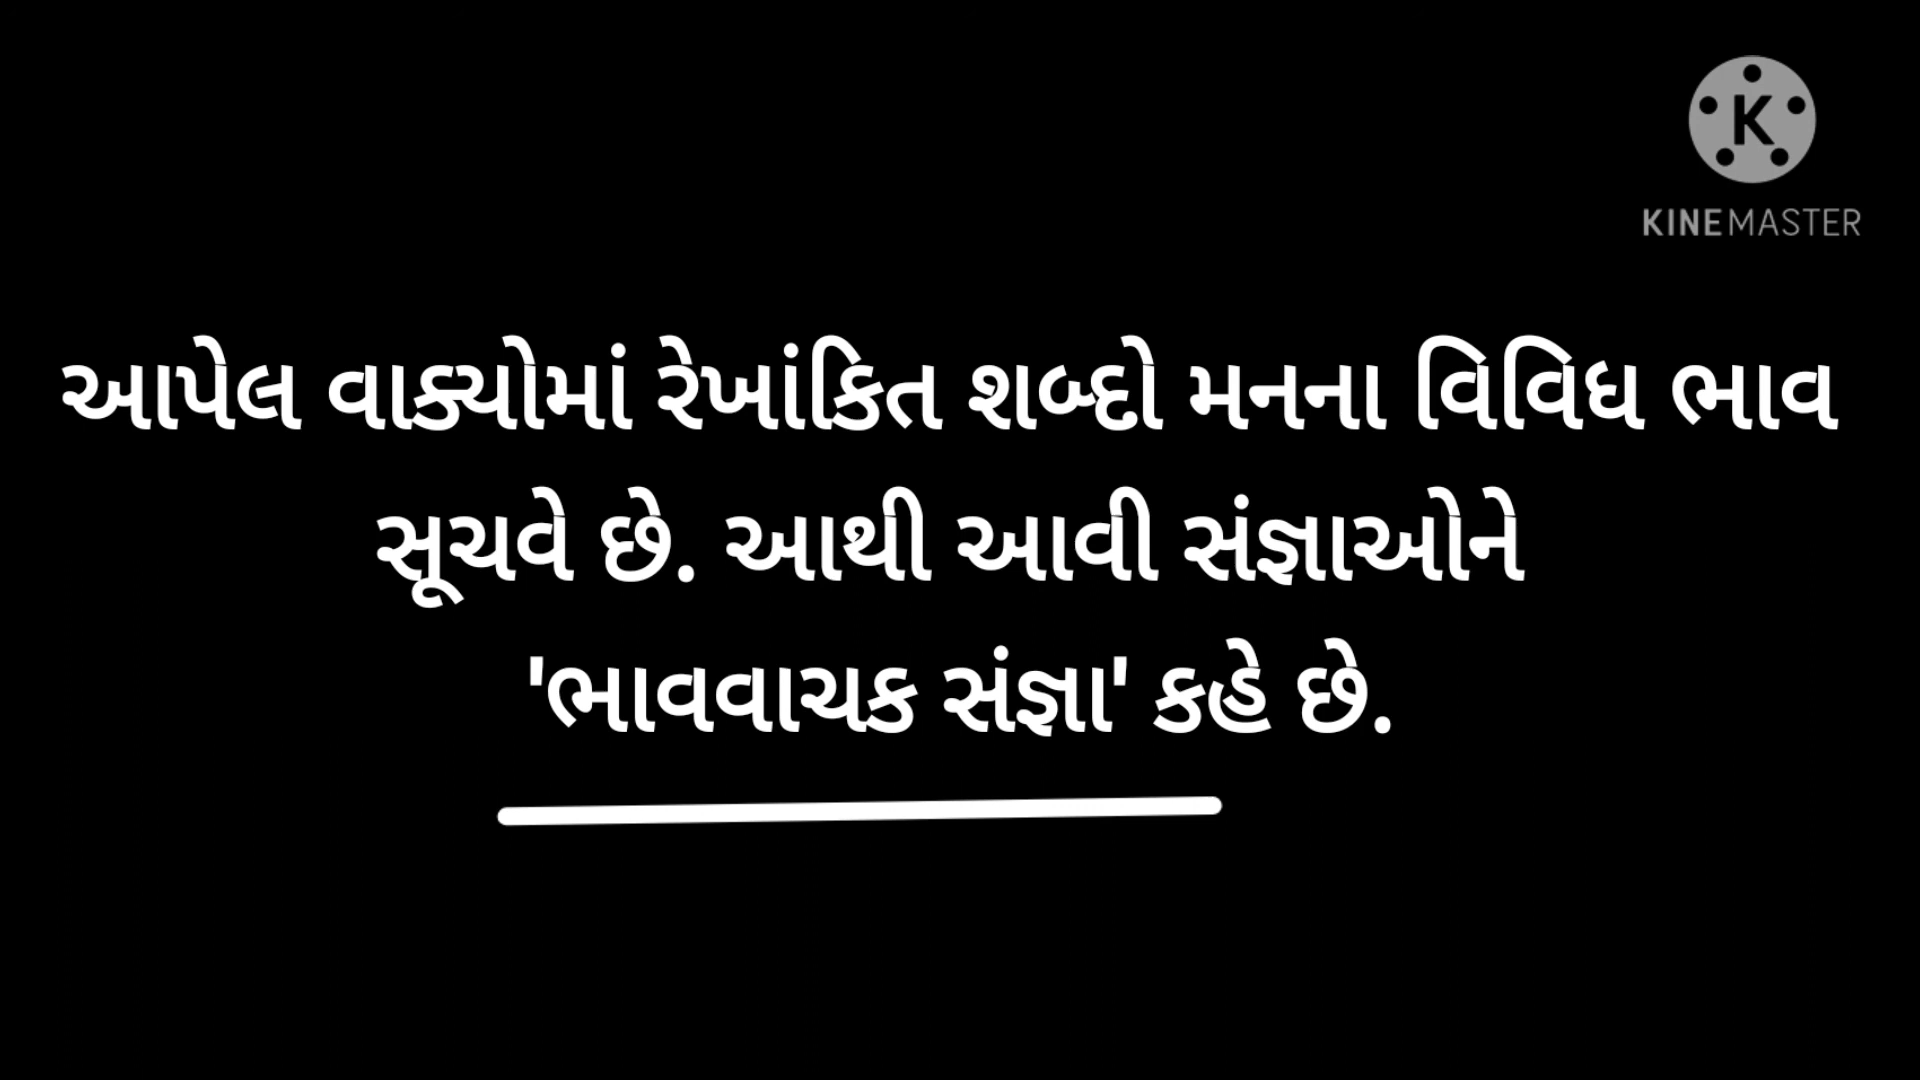 K
KINEMASTER
આપેલ વાક્યોમાં રેખાંકિત શબ્દો મનના વિવિધ ભાવ
સૂચવે છે. આથી આવી સંજ્ઞાઓને
'ભાવવાચક સંજ્ઞા' કહે છે.